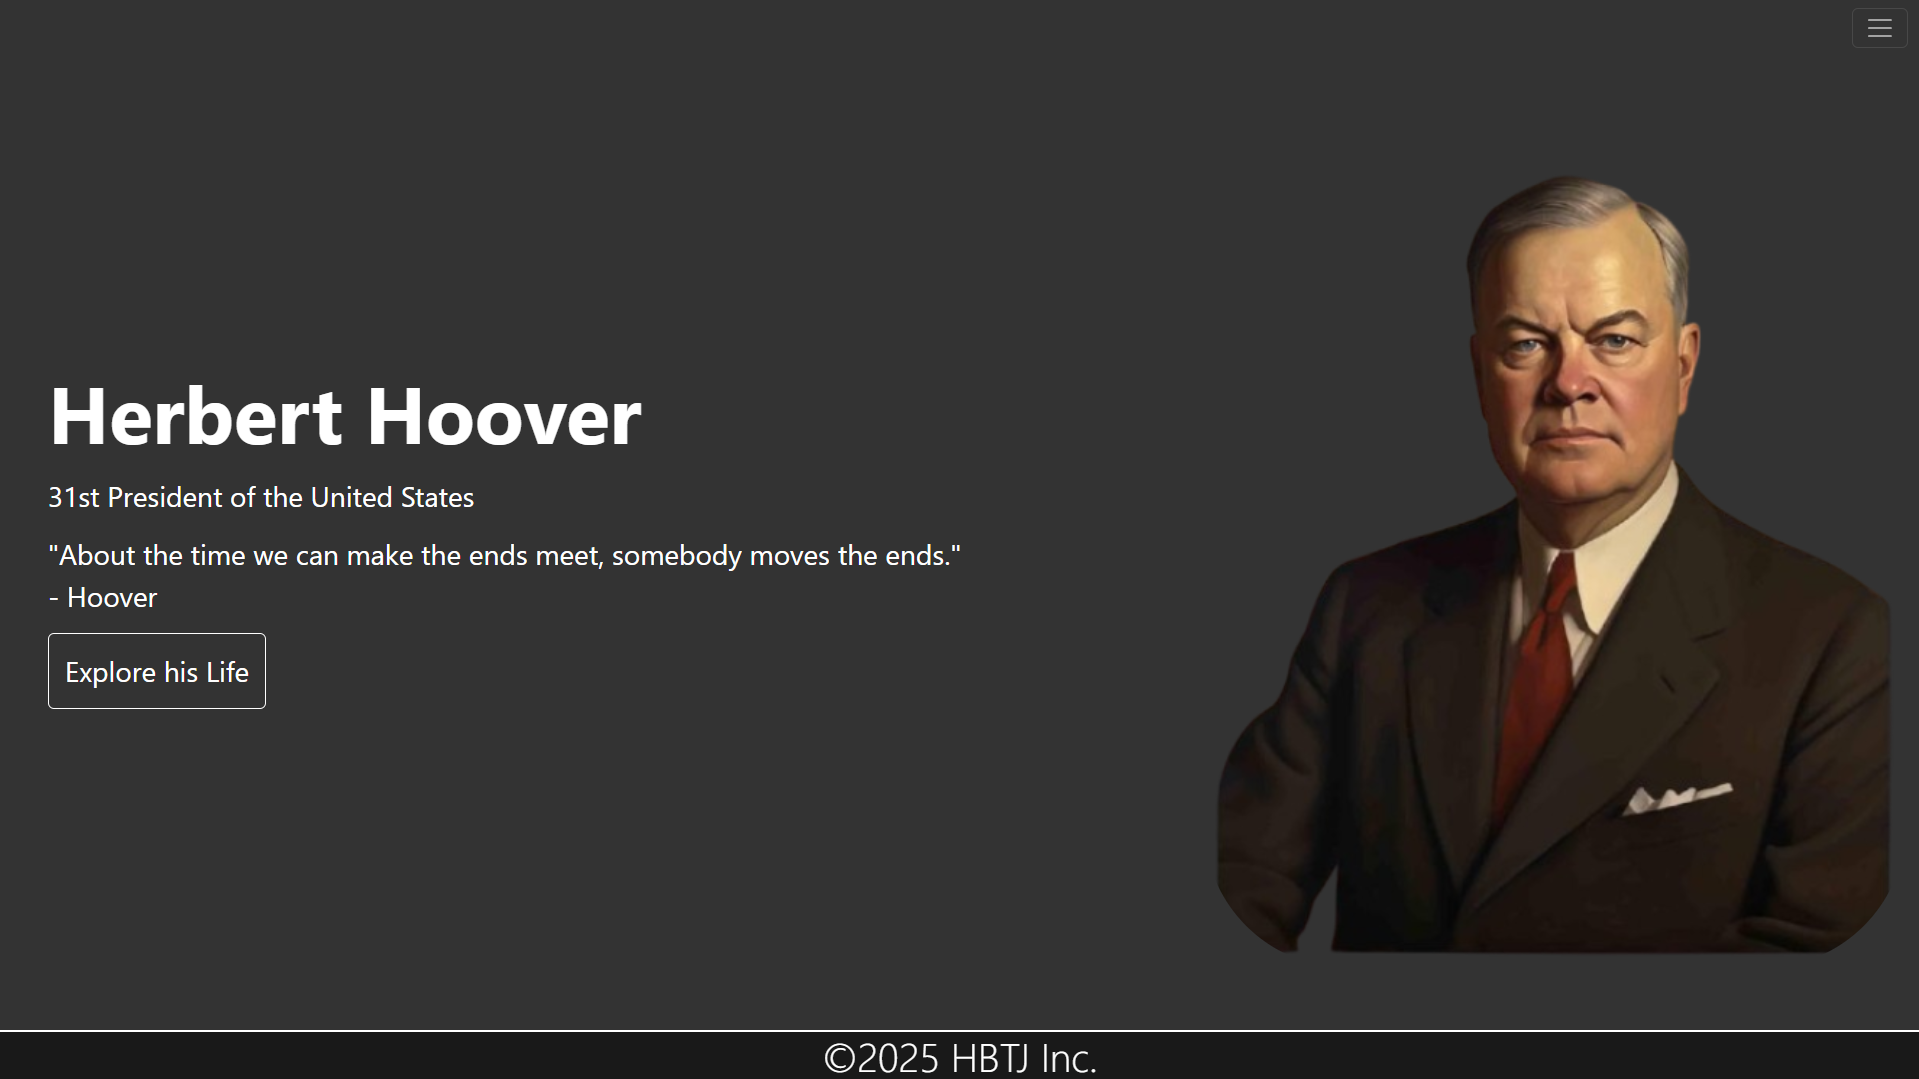 Herbert Hoover
31st President of the United States
"About the time we can make the ends meet, somebody moves the ends."
- Hoover
Explore his Life
©2025 HBTJ Inc.